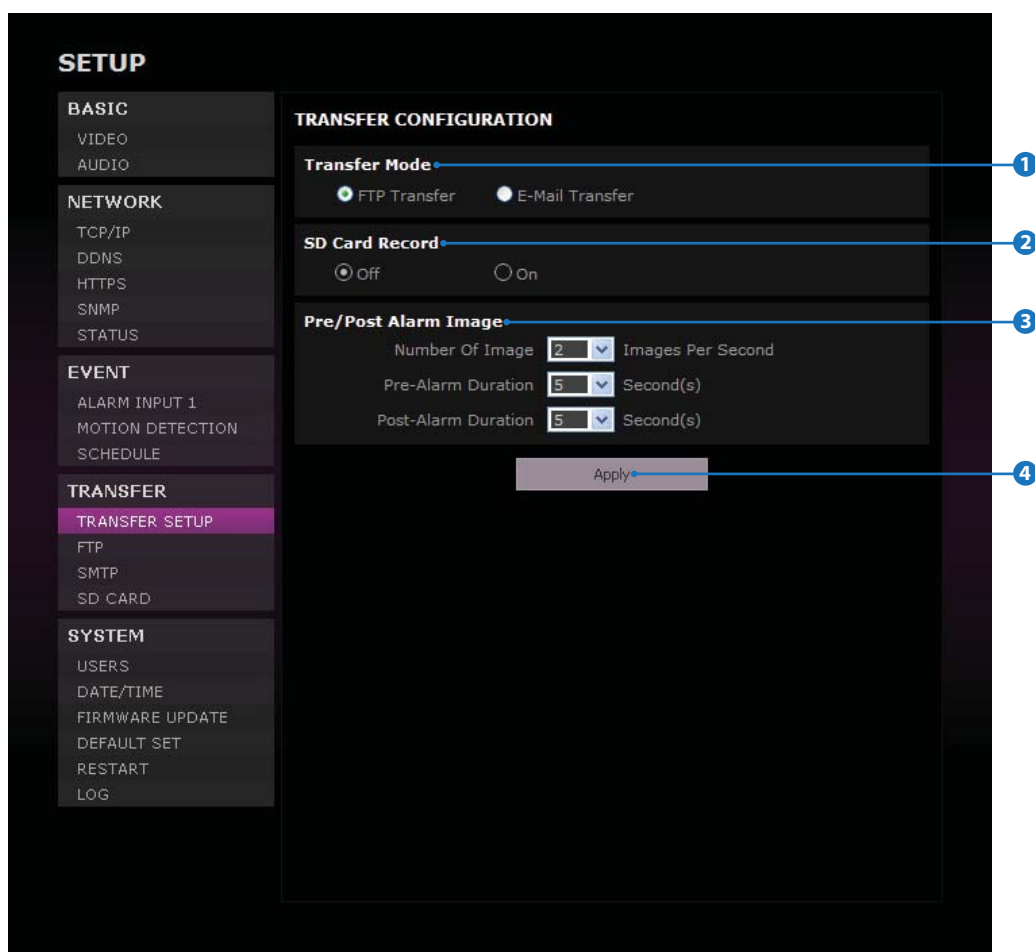 SETUP
BASIC
VIDEO
AUDIO
NETWORK
TCP/IP
DDNS
HTTPS
SNMP
STATUS
EVENT
ALARM INPUT 1
MOTION DETECTION
SCHEDULE
TRANSFER
TRANSFER SETUP
FTP
SMTP
SD CARD
SYSTEM
USERS
DATE/TIME
FIRMWARE UPDATE
DEFAULT SET
RESTART
LOG
TRANSFER CONFIGURATION
Transfer Mode 1
FTP Transfer E-Mail Transfer
SD Card Record 2
Off On
Pre/Post Alarm Image 3
Number Of Image 2 Images Per Second
Pre-Alarm Duration 5 Second(s)
Post-Alarm Duration 5 Second(s)
Apply 4